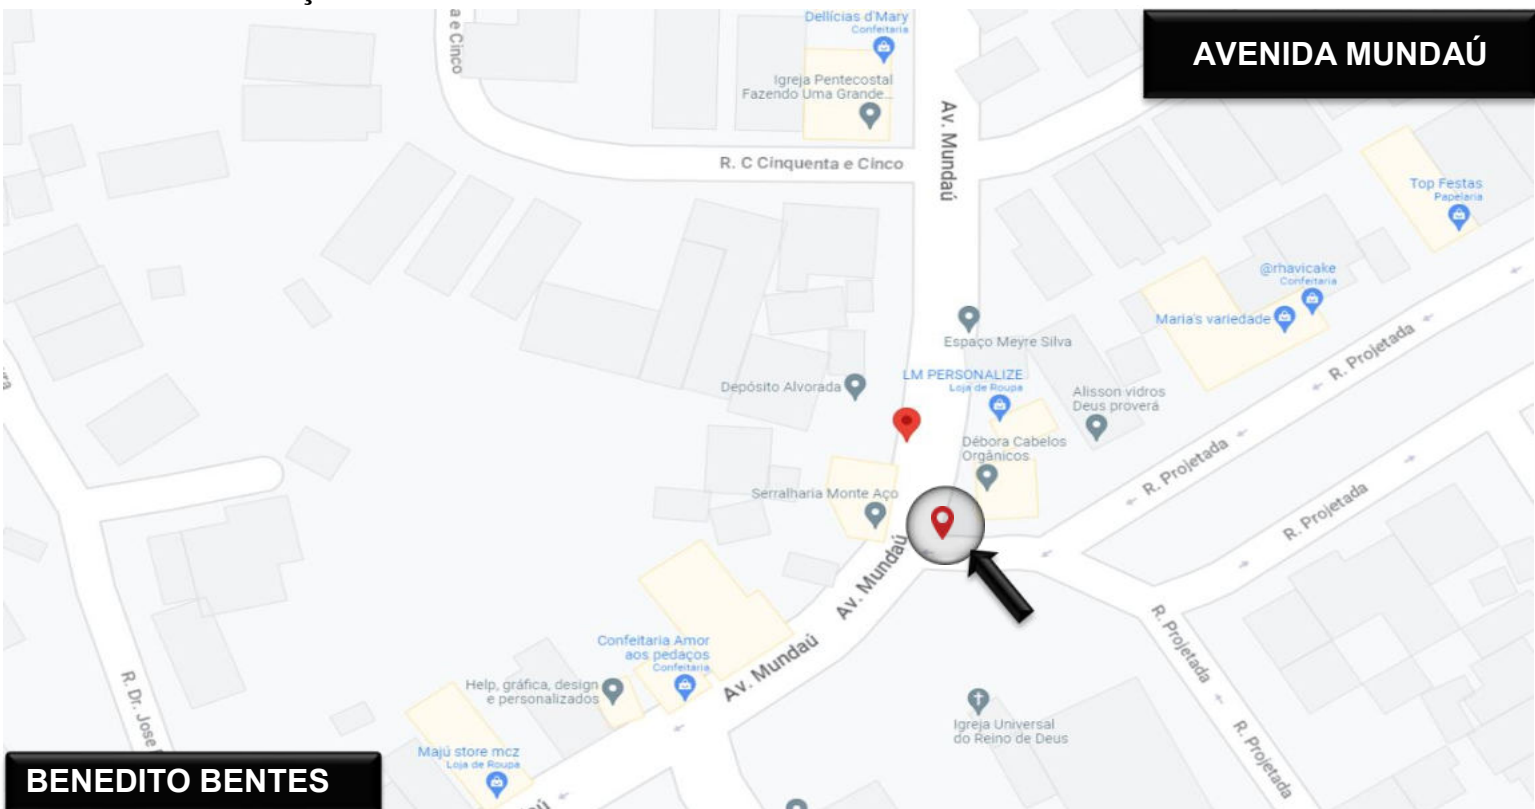 AVENIDA MUNDAÚ
Dellícias d'Mary
Confeitaria
a e Cinco
Igreja Pentecostal
Fazendo Uma Grande...
Av. Mundaú
R. C Cinquenta e Cinco
Top Festas
Papelaria
@rhavicake
Confeitaria
Maria's variedade
Espaço Meyre Silva
R. Projetada
LM PERSONALIZE
Loja de Roupa
Depósito Alvorada
Alisson vidros
Deus proverá
Débora Cabelos
Orgânicos
R. Projetada
Serralharia Monte Aço
R. Projetada
Av. Mundaú
Confeitaria Amor
aos pedaços
Confeitaria
Av. Mundaú
R. Projetada
Help, gráfica, design
e personalizados
R. Dr. Jose
Igreja Universal
do Reino de Deus
R. Projetada
Majú store mcz
Loja de Roupa
BENEDITO BENTES